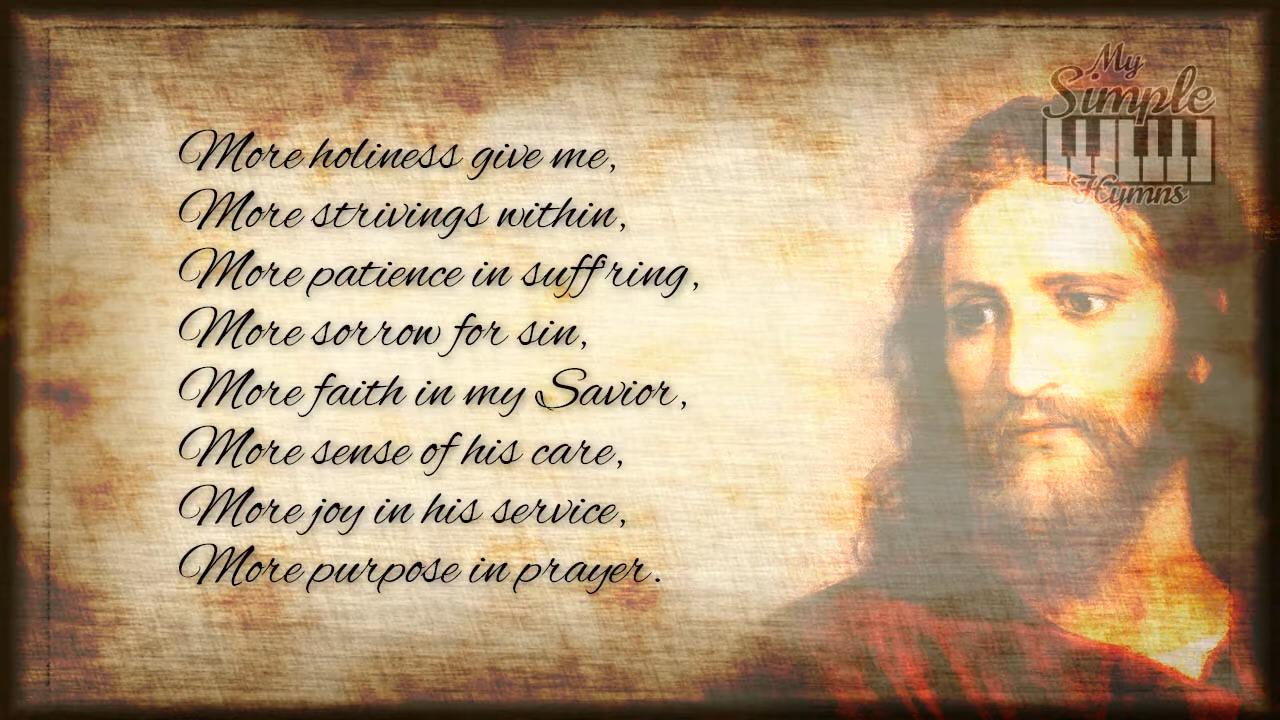 My
Simple
Hymns
More holiness give me,
More strivings within,
More patience in suff'ring,
More sorrow for sin,
More faith in my Savior,
More sense of his care,
More joy in his service,
More purpose in prayer.